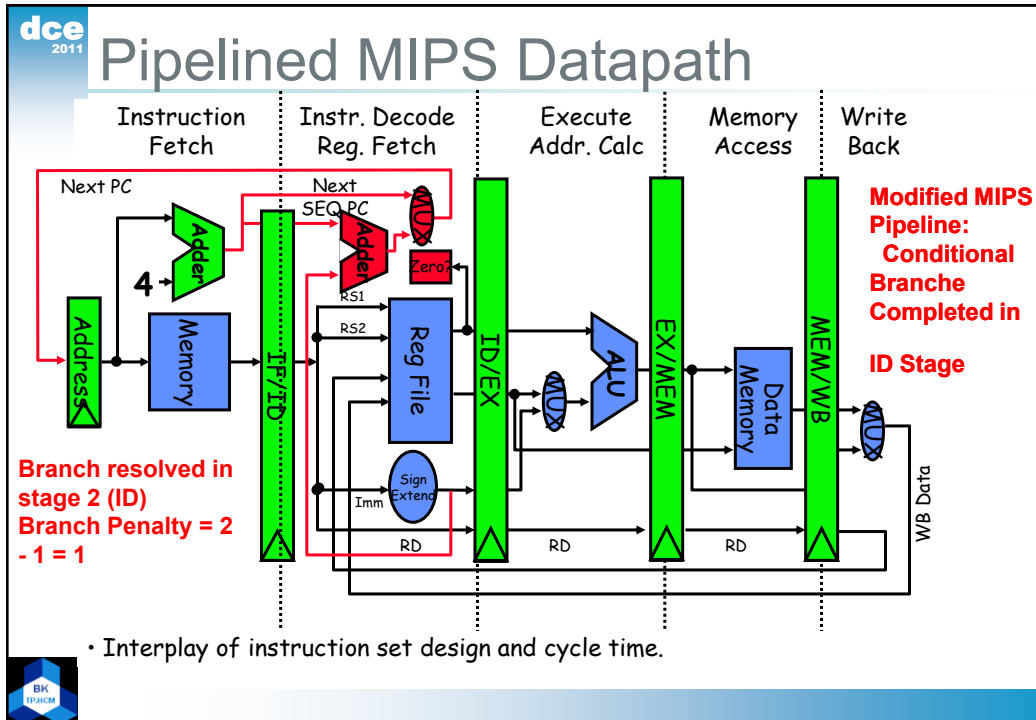 dce
2011
Pipelined MIPS Datapath
Instruction
Fetch
Instr. Decode
Reg. Fetch
Execute
Addr. Calc
Memory
Access
Write
Back
Next PC
Next
SEQ PC
MUX
Adder
Adder
Zero?
4
RS1
RS2
Address
Memory
IF/ID
Reg File
ID/EX
MUX
ALU
EX/MEM
Data
Memory
MEM/WB
MUX
Sign
Extend
Imm
RD
RD
RD
WB Data
Modified MIPS
Pipeline:
Conditional
Branche
Completed in
ID Stage
Branch resolved in
stage 2 (ID)
Branch Penalty = 2
- 1 = 1
• Interplay of instruction set design and cycle time.
BK
TP.HCM